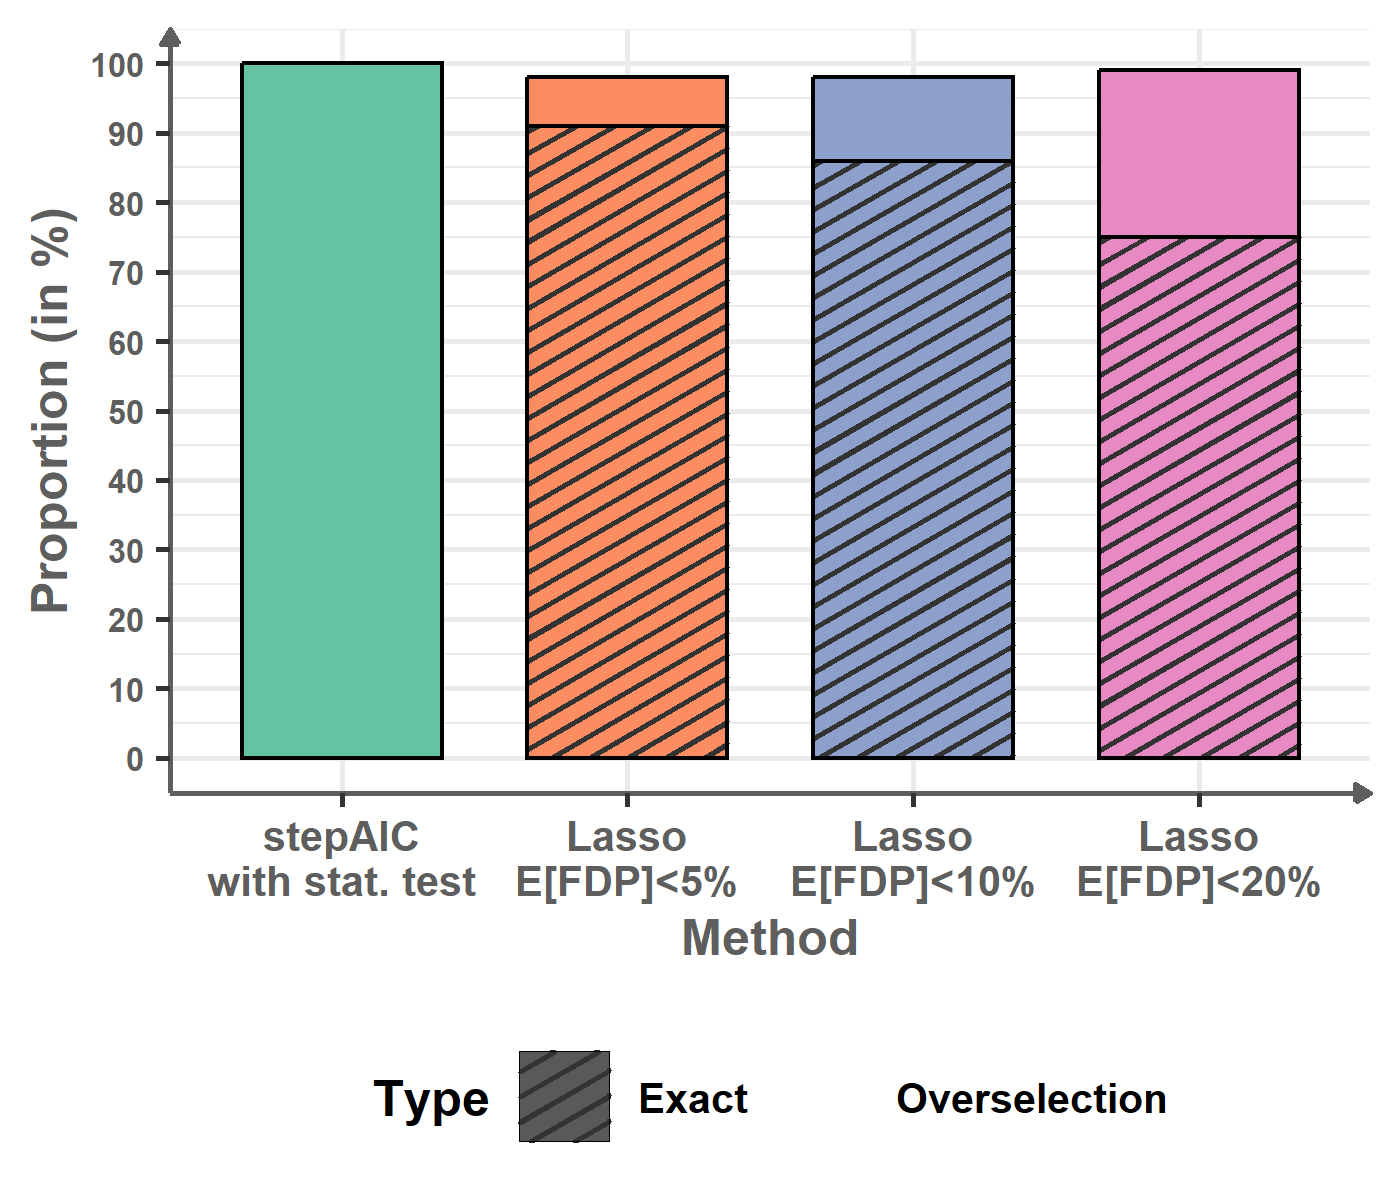 Proportion (in %)
100
90
80
70
60
50
40
30
20
10
0
stepAIC
with stat. test
Lasso
E[FDP]<5%
Lasso
E[FDP]<10%
Lasso
E[FDP]<20%
Method
Type
Exact
Overselection